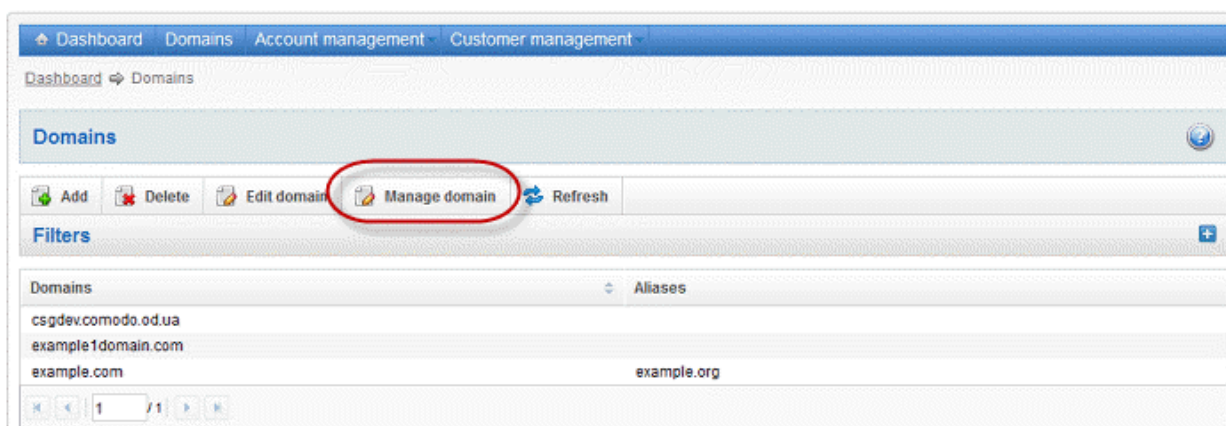 Dashboard Domains Account management Customer management
Dashboard Domains
Domains
Add Delete Edit domain Manage domain Refresh
Filters
Domains Aliases
csgdev.comodo.od.ua
example1domain.com
example.com example.org
1 / 1